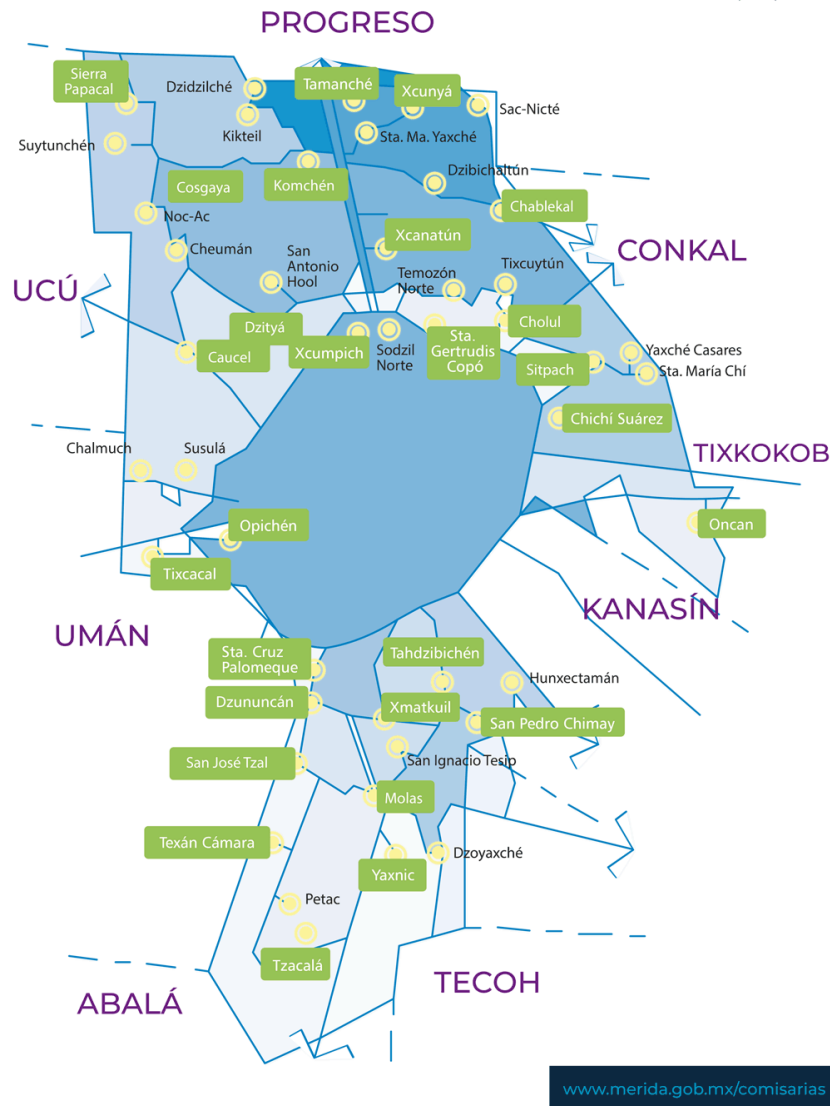 PROGRESO
Sierra
Papacal
Dzidzilché
Tamanché
Xcunyá
Sac-Nicté
Kikteil
Sta. Ma. Yaxché
Suytunchén
Dzibichaltún
Cosgaya
Komchén
Chablekal
Noc-Ac
Xcanatún
Cheumán
San
Antonio
Hool
CONKAL
Temozón
Norte
Tixcuytún
UCÚ
Dzityá
Cholul
Caucel
Xcumpich
Sodzil
Norte
Sta.
Gertrudis
Copó
Yaxché Casares
Sitpach
Sta. María Chí
Chichí Suárez
Chalmuch
Susulá
TIXKOKOB
Opichén
Oncan
Tixcacal
KANASÍN
UMÁN
Sta. Cruz
Palomeque
Tahdzibichén
Hunxectamán
Dzununcán
Xmatkuil
San Pedro Chimay
San José Tzal
San Ignacio Tesip
Molas
Texán Cámara
Dzoyaxché
Yaxnic
Petac
Tzacalá
TECOH
ABALÁ
www.merida.gob.mx/comisarias